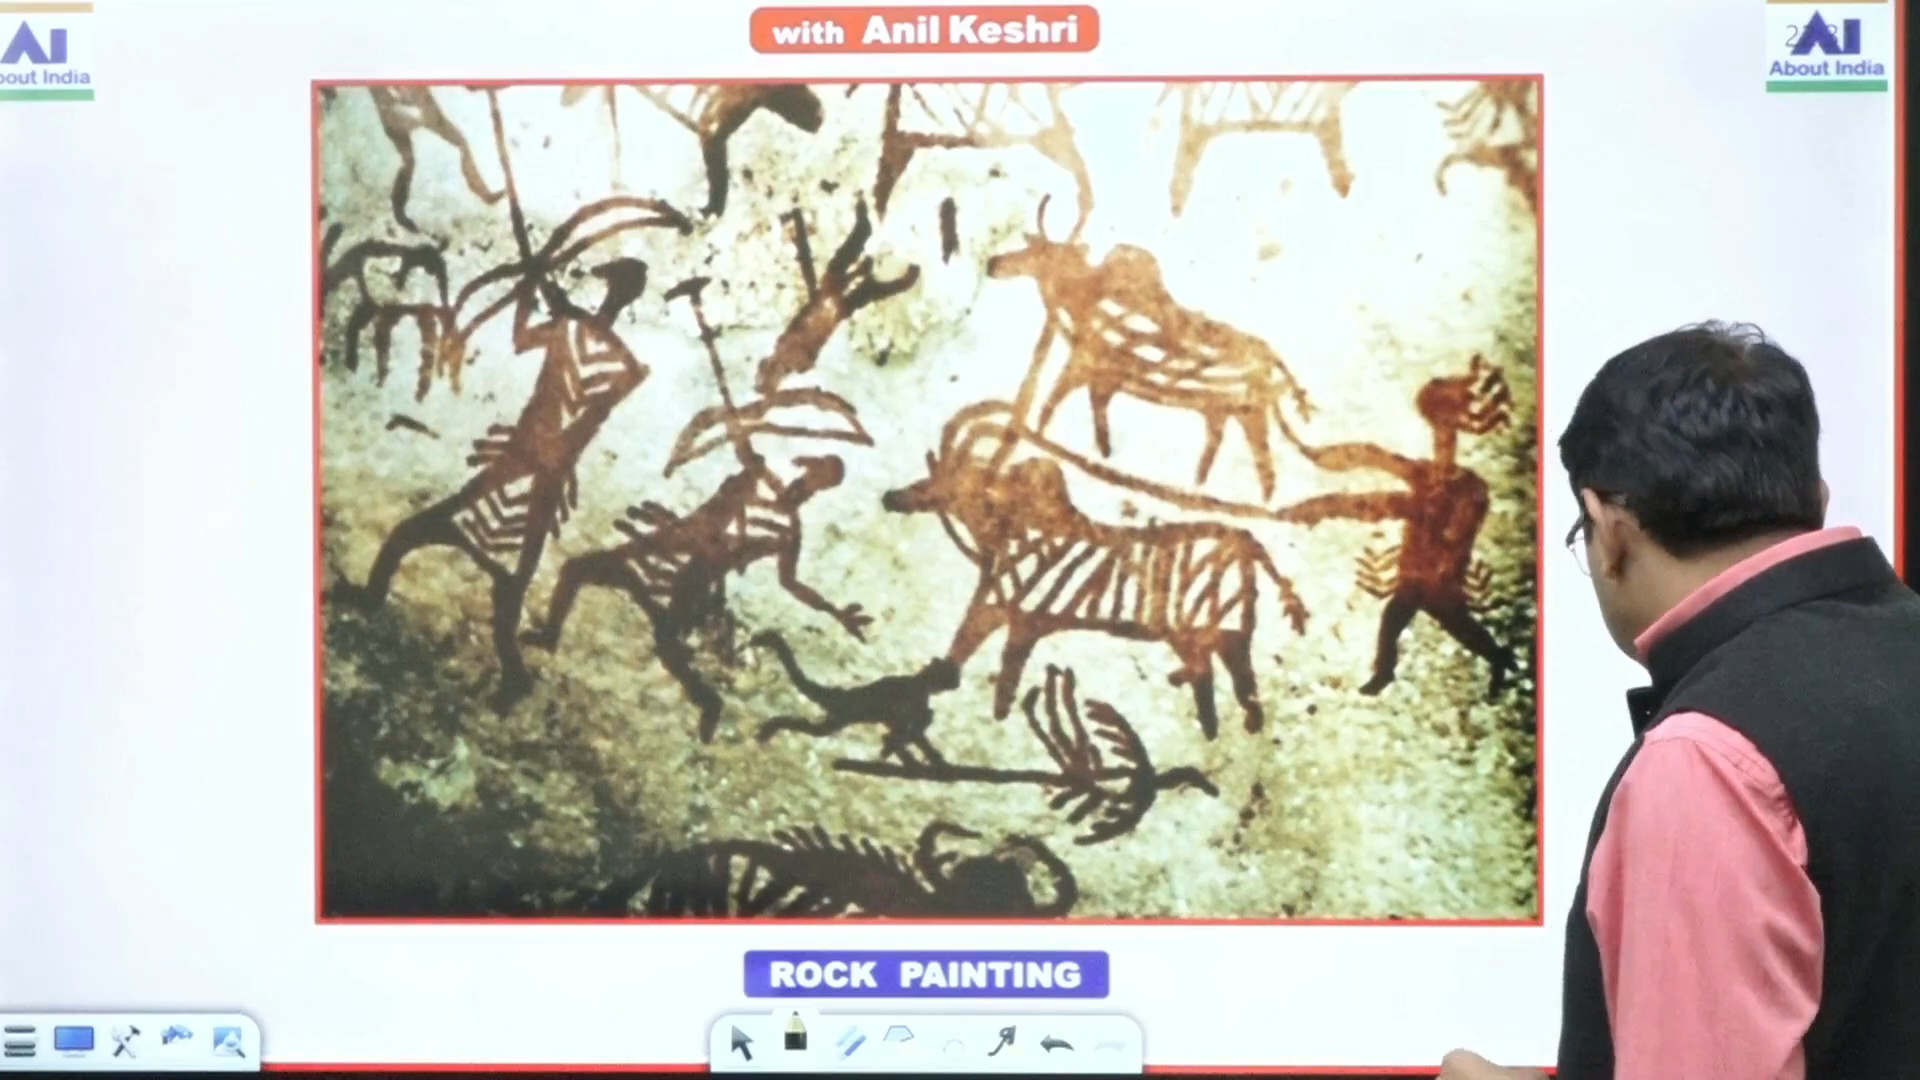 with Anil Keshri
AI
bout India
AI
About India
ROCK PAINTING